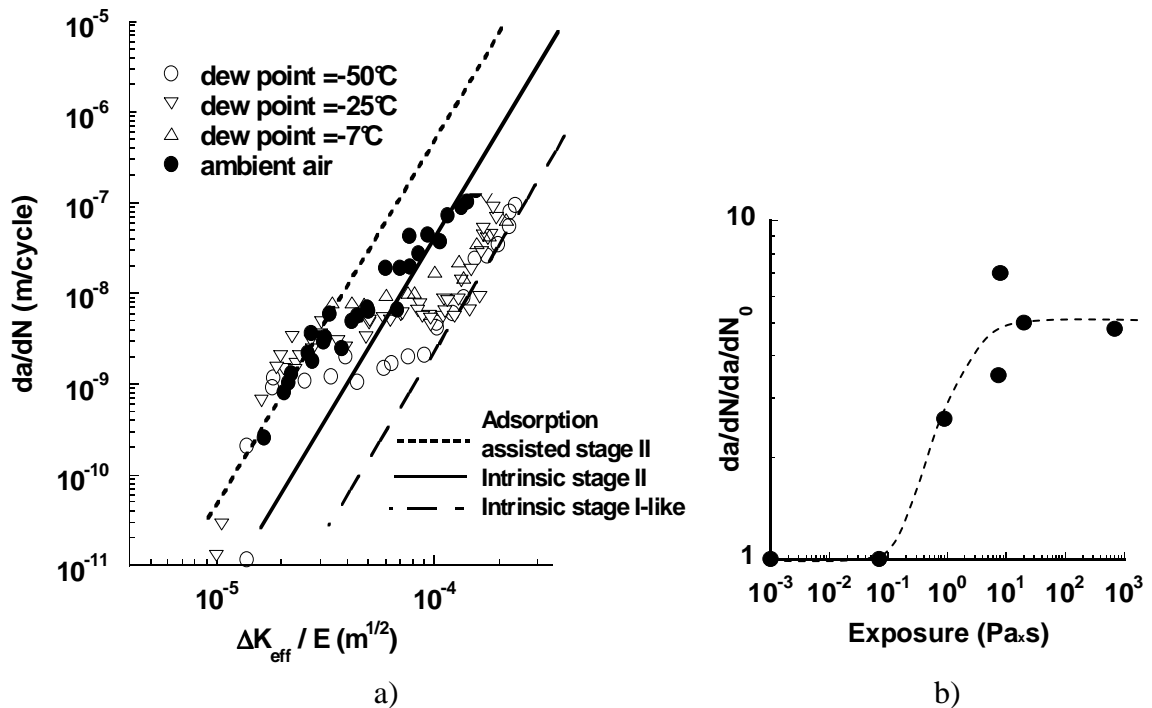 10⁻⁵
10⁻⁶
10⁻⁷
10⁻⁸
10⁻⁹
10⁻¹⁰
10⁻¹¹
da/dN (m/cycle)
dew point =-50°C
dew point =-25°C
dew point =-7°C
ambient air
Adsorption
assisted stage II
Intrinsic stage II
Intrinsic stage I-like
10⁻⁵ 10⁻⁴
ΔK_eff / E (m^1/2)
a)
10
1
da/dN/da/dN₀
10⁻³ 10⁻² 10⁻¹ 10⁰ 10¹ 10² 10³
Exposure (Paxs)
b)